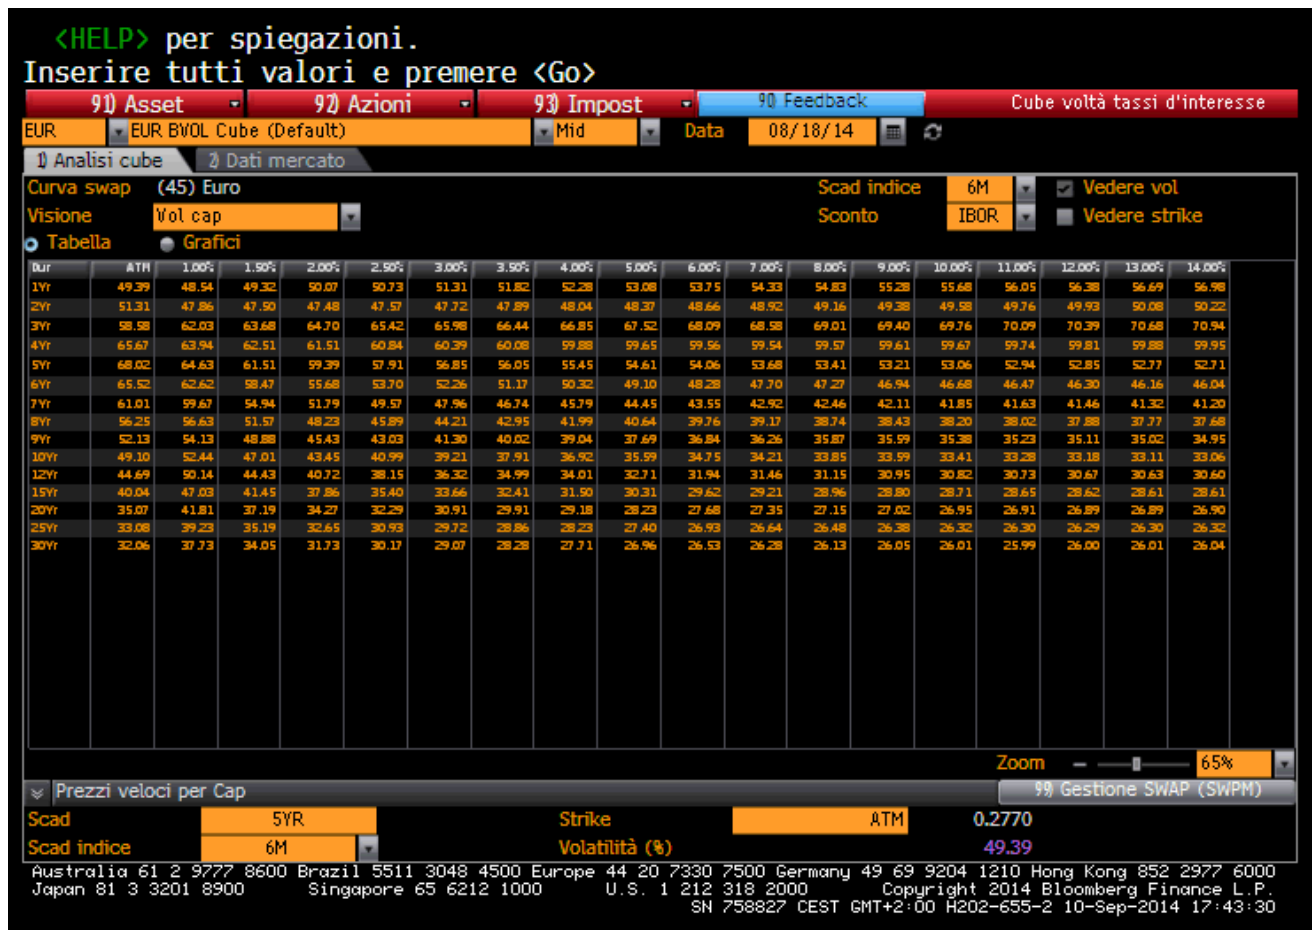 <HELP> per spiegazioni.
Inserire tutti valori e premere <Go>
91) Asset 92) Azioni 93) Impost 90) Feedback Cube voltà tassi d'interesse
EUR EUR BVOL Cube (Default) Mid Data 08/18/14
1) Analisi cube 2) Dati mercato
Curva swap (45) Euro Scad indice 6M Vedere vol
Visione Vol cap Sconto IBOR Vedere strike
Tabella Grafici
Dur ATM 1.00% 1.50% 2.00% 2.50% 3.00% 3.50% 4.00% 5.00% 6.00% 7.00% 8.00% 9.00% 10.00% 11.00% 12.00% 13.00% 14.00%
1Yr 49.39 48.54 49.32 50.07 50.73 51.31 51.82 52.28 53.08 53.75 54.33 54.83 55.28 55.68 56.05 56.38 56.69 56.98
2Yr 51.31 47.86 47.50 47.48 47.57 47.72 47.89 48.04 48.37 48.66 48.92 49.16 49.38 49.58 49.76 49.93 50.08 50.22
3Yr 58.58 62.03 63.68 64.70 65.42 65.98 66.44 66.85 67.52 68.09 68.58 69.01 69.40 69.76 70.09 70.39 70.68 70.94
4Yr 65.67 63.94 62.51 61.51 60.84 60.39 60.08 59.88 59.65 59.56 59.54 59.57 59.61 59.67 59.74 59.81 59.88 59.95
5Yr 68.02 64.63 61.51 59.39 57.91 56.85 56.05 55.45 54.61 54.06 53.68 53.41 53.21 53.06 52.94 52.85 52.77 52.71
6Yr 65.52 62.62 58.47 55.68 53.70 52.26 51.17 50.32 49.10 48.28 47.70 47.27 46.94 46.68 46.47 46.30 46.16 46.04
7Yr 61.01 59.67 54.94 51.79 49.57 47.96 46.74 45.79 44.45 43.55 42.92 42.46 42.11 41.85 41.63 41.46 41.32 41.20
8Yr 56.25 56.63 51.57 48.23 45.89 44.21 42.95 41.99 40.64 39.76 39.17 38.74 38.43 38.20 38.02 37.88 37.77 37.68
9Yr 52.13 54.13 48.88 45.43 43.03 41.30 40.02 39.04 37.69 36.84 36.26 35.87 35.59 35.38 35.23 35.11 35.02 34.95
10Yr 49.10 52.44 47.01 43.45 40.99 39.21 37.91 36.92 35.59 34.75 34.21 33.85 33.59 33.41 33.28 33.18 33.11 33.06
12Yr 44.69 50.14 44.43 40.72 38.15 36.32 34.99 34.01 32.71 31.94 31.46 31.15 30.95 30.82 30.73 30.67 30.63 30.60
15Yr 40.04 47.03 41.45 37.86 35.40 33.66 32.41 31.50 30.31 29.62 29.21 28.96 28.80 28.71 28.65 28.62 28.61 28.61
20Yr 35.07 41.81 37.19 34.27 32.29 30.91 29.91 29.18 28.23 27.68 27.35 27.15 27.02 26.95 26.91 26.89 26.89 26.90
25Yr 33.08 39.23 35.19 32.65 30.93 29.72 28.86 28.23 27.40 26.93 26.64 26.48 26.38 26.32 26.30 26.29 26.30 26.32
30Yr 32.06 37.73 34.05 31.73 30.17 29.07 28.28 27.71 26.96 26.53 26.28 26.13 26.05 26.01 25.99 26.00 26.01 26.04
Zoom 65%
Prezzi veloci per Cap 99) Gestione SWAP (SWPM)
Scad 5YR Strike ATM 0.2770
Scad indice 6M Volatilità (%) 49.39
Australia 61 2 9777 8600 Brazil 5511 3048 4500 Europe 44 20 7330 7500 Germany 49 69 9204 1210 Hong Kong 852 2977 6000
Japan 81 3 3201 8900 Singapore 65 6212 1000 U.S. 1 212 318 2000 Copyright 2014 Bloomberg Finance L.P.
SN 758827 CEST GMT+2:00 H202-655-2 10-Sep-2014 17:43:30